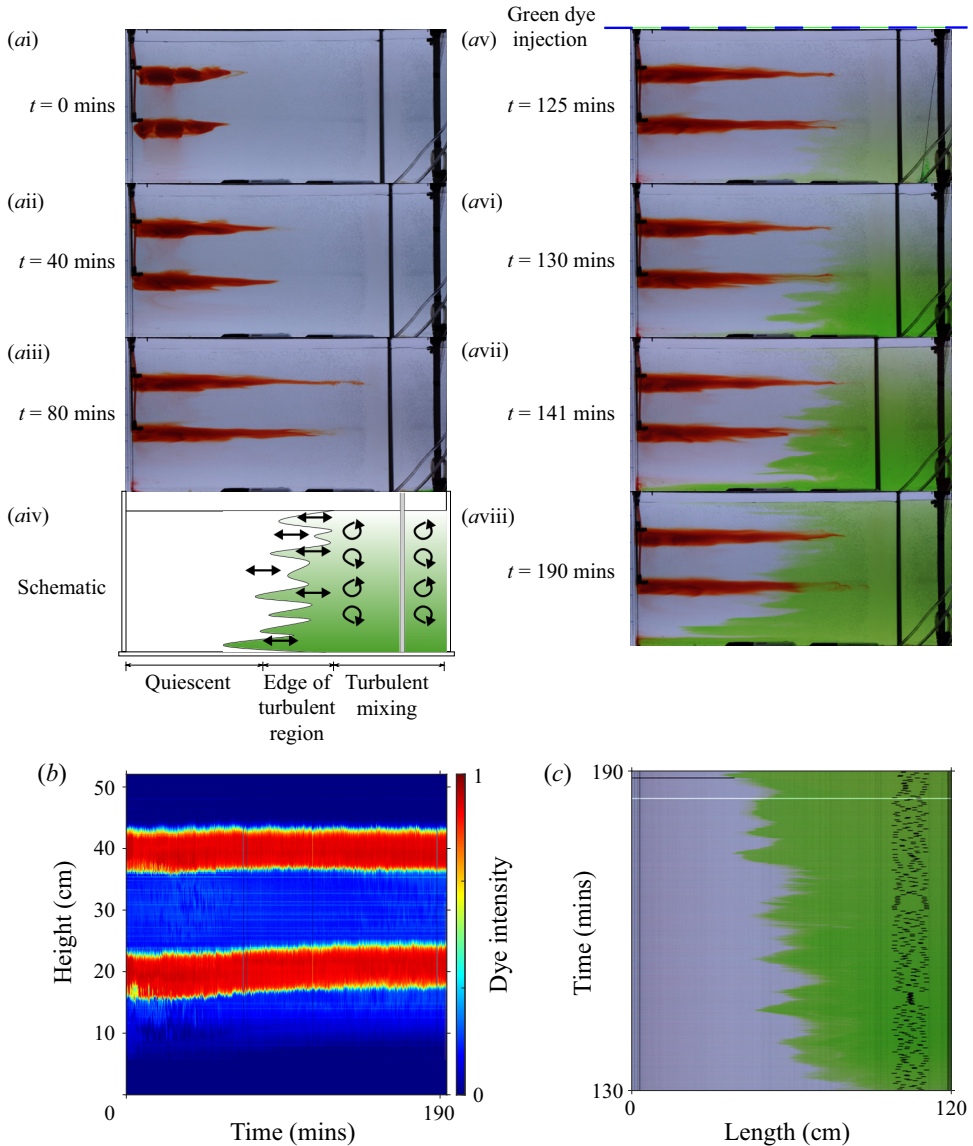 (ai)
t = 0 mins
(aii)
t = 40 mins
(aiii)
t = 80 mins
(aiv)
Schematic
Quiescent
Edge of
turbulent
region
Turbulent
mixing
Green dye
injection
(av)
t = 125 mins
(avi)
t = 130 mins
(avii)
t = 141 mins
(aviii)
t = 190 mins
(b)
50
40
30
20
10
0
Height (cm)
190
Time (mins)
1
0
Dye intensity
(c)
190
130
Time (mins)
0
120
Length (cm)